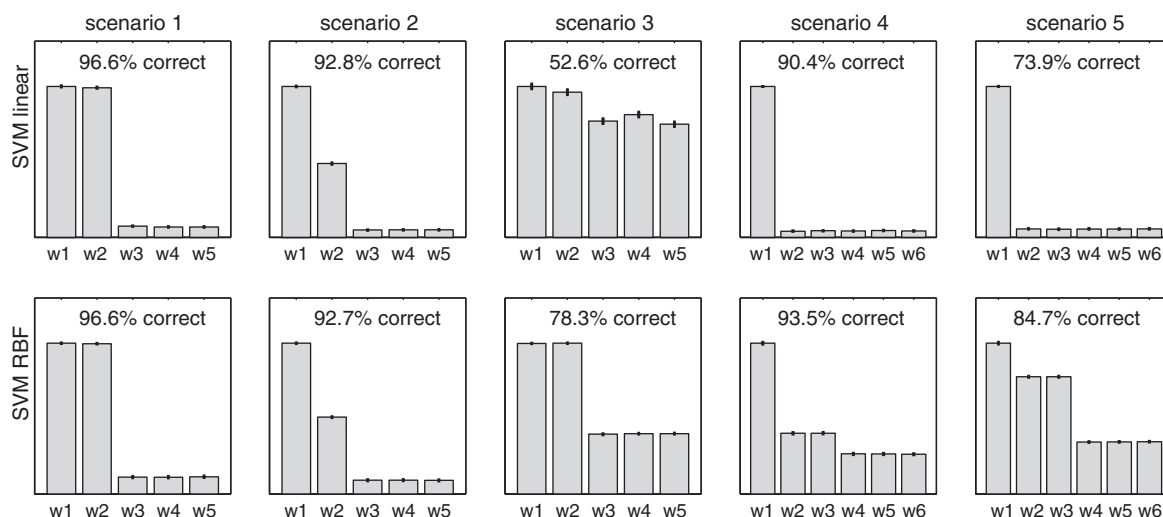 scenario 1 scenario 2 scenario 3 scenario 4 scenario 5
SVM linear
96.6% correct 92.8% correct 52.6% correct 90.4% correct 73.9% correct
w1 w2 w3 w4 w5 w1 w2 w3 w4 w5 w1 w2 w3 w4 w5 w1 w2 w3 w4 w5 w6 w1 w2 w3 w4 w5 w6
SVM RBF
96.6% correct 92.7% correct 78.3% correct 93.5% correct 84.7% correct
w1 w2 w3 w4 w5 w1 w2 w3 w4 w5 w1 w2 w3 w4 w5 w1 w2 w3 w4 w5 w6 w1 w2 w3 w4 w5 w6